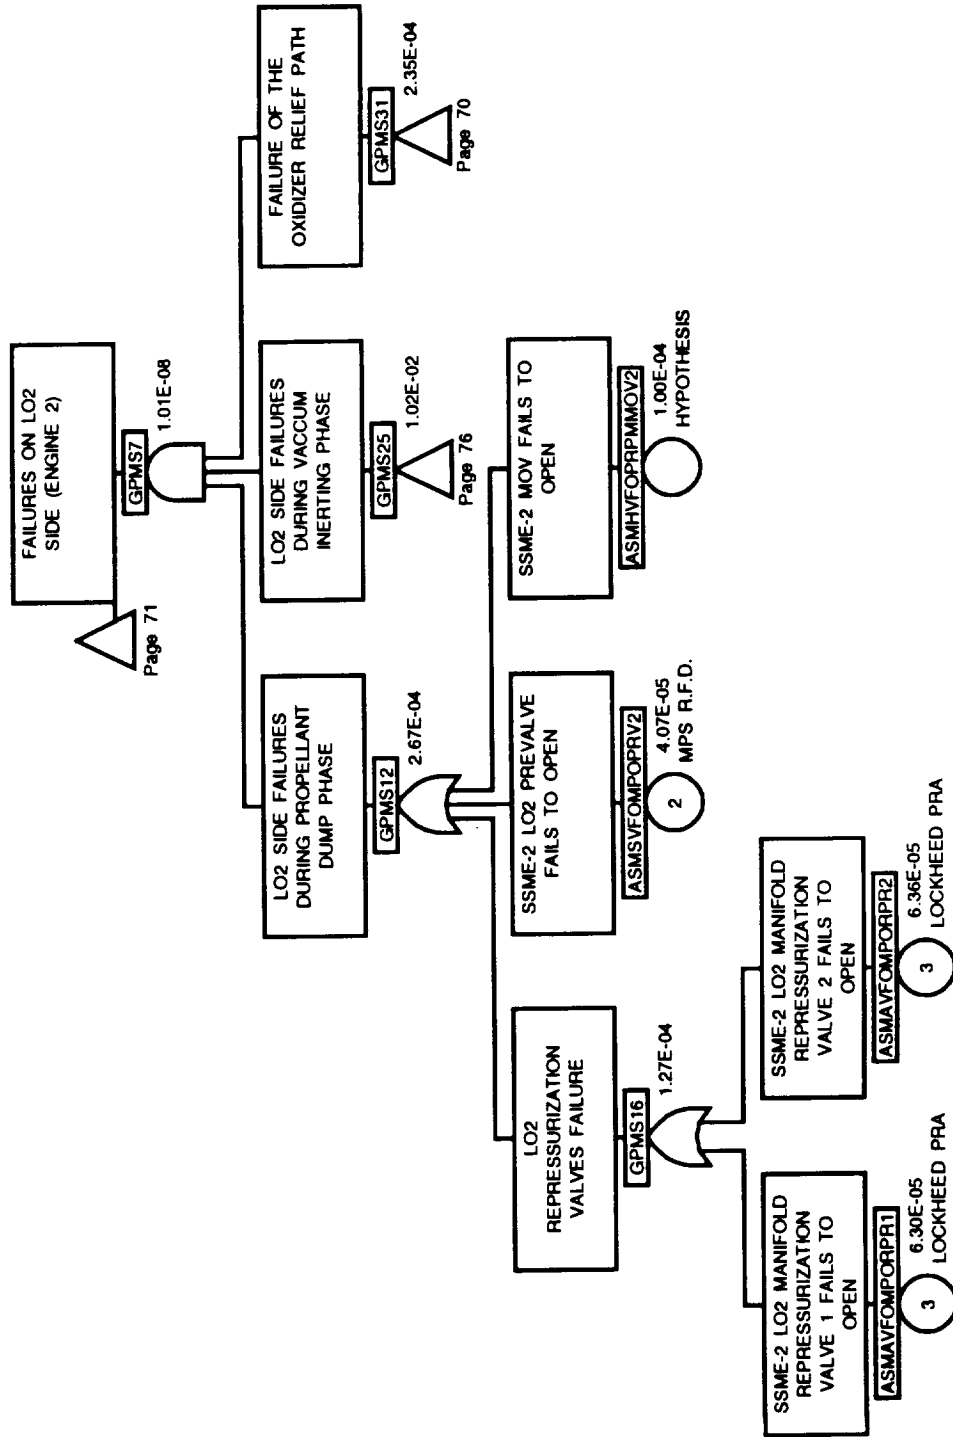 FAILURES ON LO2
SIDE (ENGINE 2)
GPMS7
1.01E-08
Page 71
LO2 SIDE FAILURES
DURING PROPELLANT
DUMP PHASE
GPMS12
2.67E-04
LO2 SIDE FAILURES
DURING VACCUM
INERTING PHASE
GPMS25
1.02E-02
Page 76
FAILURE OF THE
OXIDIZER RELIEF PATH
GPMS31
2.35E-04
Page 70
LO2
REPRESSURIZATION
VALVES FAILURE
GPMS16
1.27E-04
SSME-2 LO2 PREVALVE
FAILS TO OPEN
ASMSVFOMPOPRV2
4.07E-05
MPS R.F.D.
2
SSME-2 MOV FAILS TO
OPEN
ASMHVFOPRPMMOV2
1.00E-04
HYPOTHESIS
SSME-2 LO2 MANIFOLD
REPRESSURIZATION
VALVE 1 FAILS TO
OPEN
ASMAVFOMPORPR1
6.30E-05
LOCKHEED PRA
3
SSME-2 LO2 MANIFOLD
REPRESSURIZATION
VALVE 2 FAILS TO
OPEN
ASMAVFOMPORPR2
6.36E-05
LOCKHEED PRA
3